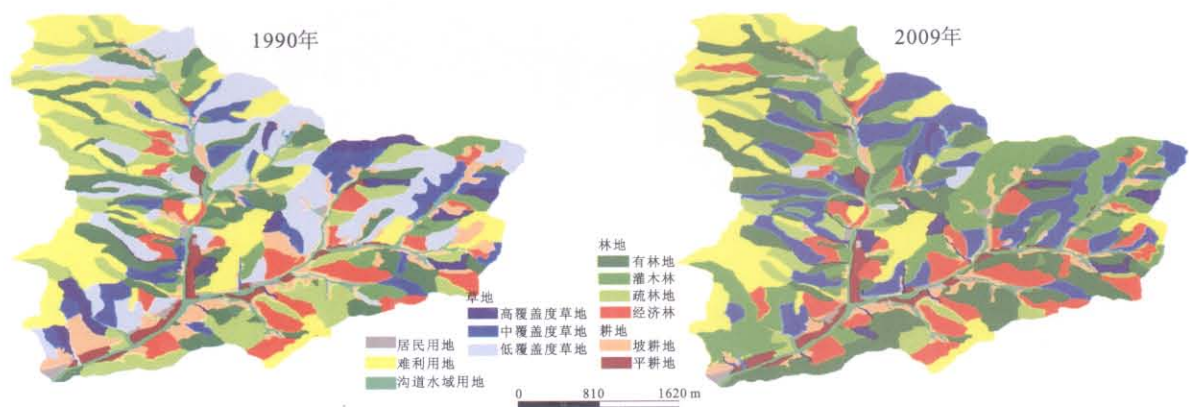 1990年
2009年
居民用地
难利用地
沟道水域用地
草地
高覆盖度草地
中覆盖度草地
低覆盖度草地
林地
有林地
灌木林
疏林地
经济林
耕地
坡耕地
平耕地
0 810 1620 m